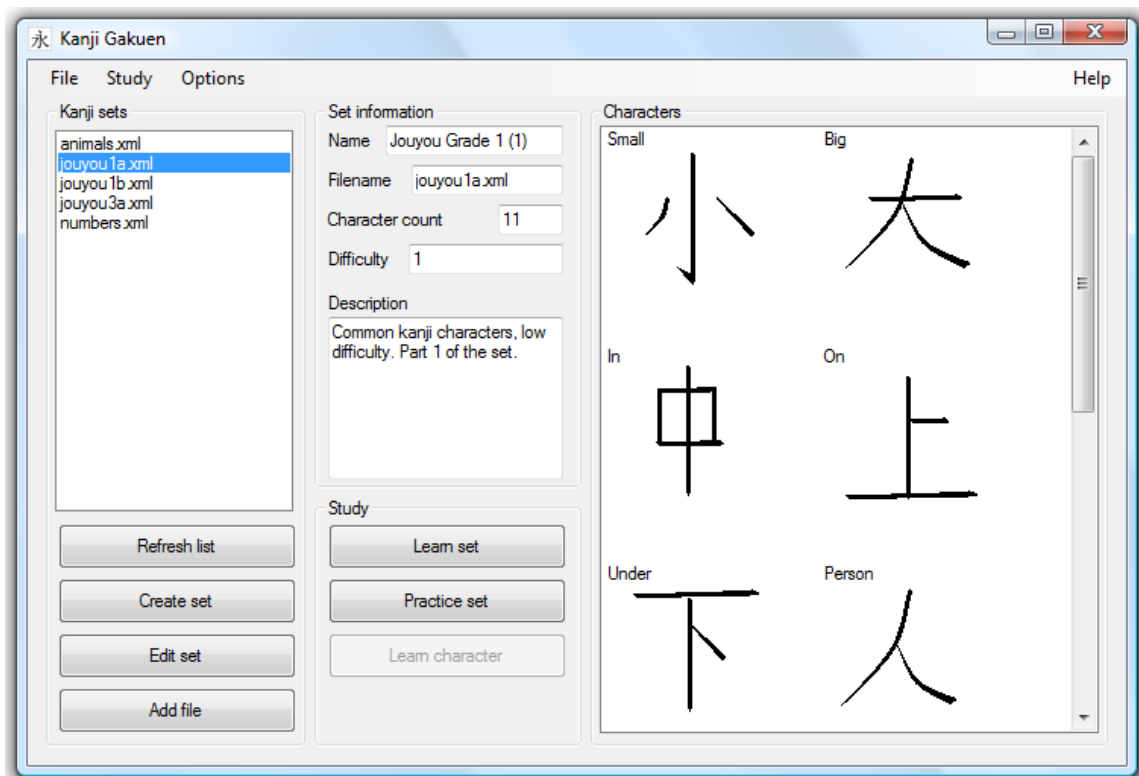 永 Kanji Gakuen
File Study Options Help
Kanji sets
animals.xml
jouyou1a.xml
jouyou1b.xml
jouyou3a.xml
numbers.xml
Refresh list
Create set
Edit set
Add file
Set information
Name Jouyou Grade 1 (1)
Filename jouyou1a.xml
Character count 11
Difficulty 1
Description
Common kanji characters, low
difficulty. Part 1 of the set.
Study
Learn set
Practice set
Learn character
Characters
Small Big
小 大
In On
中 上
Under Person
下 人